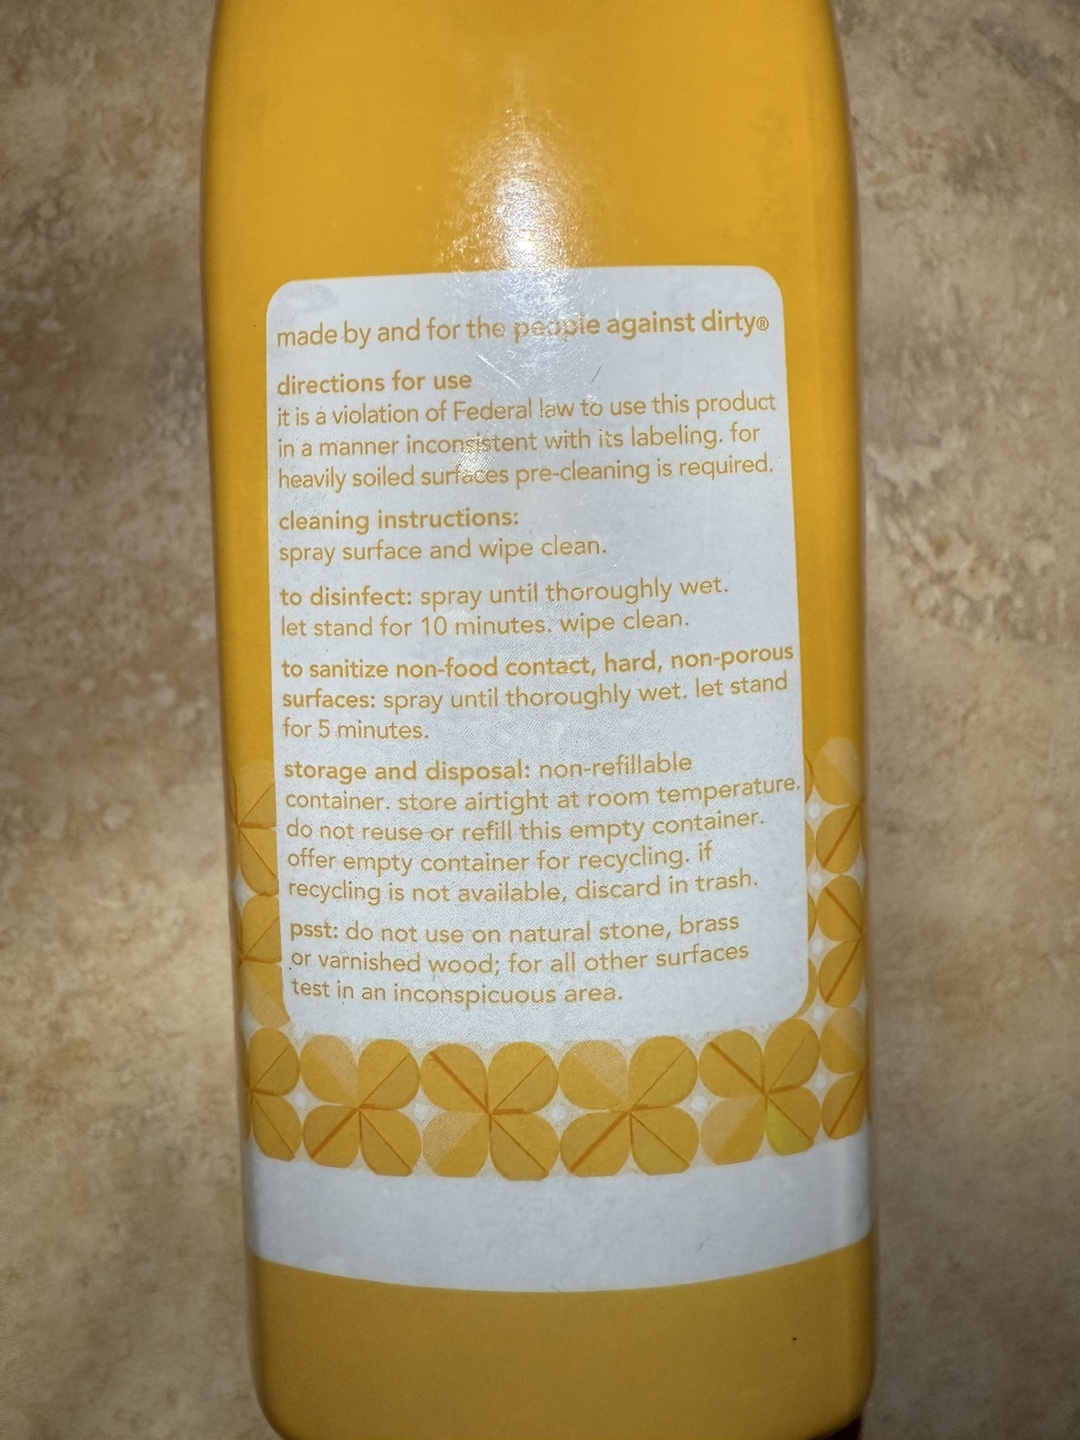 made by and for the people against dirty®
directions for use
it is a violation of Federal law to use this product
in a manner inconsistent with its labeling. for
heavily soiled surfaces pre-cleaning is required.
cleaning instructions:
spray surface and wipe clean.
to disinfect: spray until thoroughly wet.
let stand for 10 minutes. wipe clean.
to sanitize non-food contact, hard, non-porous
surfaces: spray until thoroughly wet. let stand
for 5 minutes.
storage and disposal: non-refillable
container. store airtight at room temperature.
do not reuse or refill this empty container.
offer empty container for recycling. if
recycling is not available, discard in trash.
psst: do not use on natural stone, brass
or varnished wood; for all other surfaces
test in an inconspicuous area.